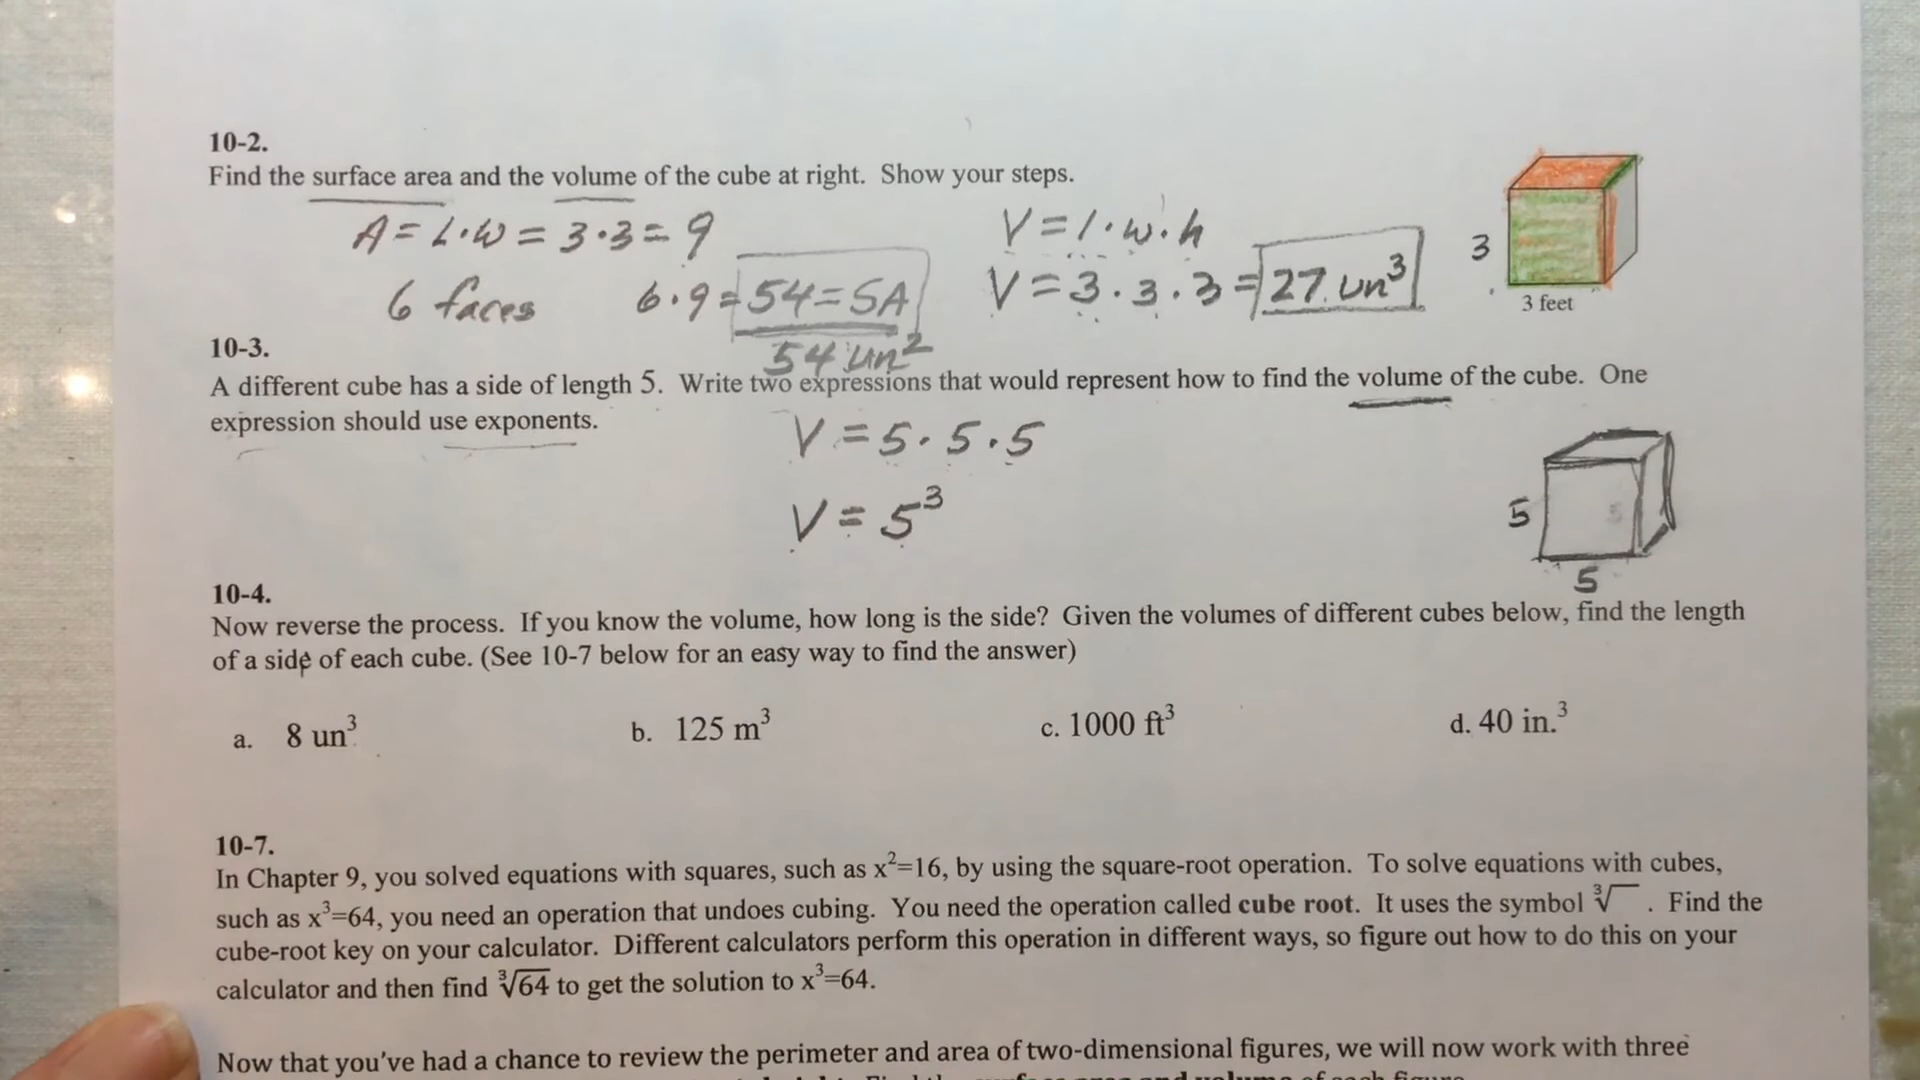 10-2.
Find the surface area and the volume of the cube at right. Show your steps.
A = L·W = 3·3 = 9
V = l·w·h
6 faces 6·9 = 54 = SA
V = 3·3·3 = 27 un³
3
3 feet
54 un²
10-3.
A different cube has a side of length 5. Write two expressions that would represent how to find the volume of the cube. One
expression should use exponents.
V = 5·5·5
V = 5³
5
5
10-4.
Now reverse the process. If you know the volume, how long is the side? Given the volumes of different cubes below, find the length
of a side of each cube. (See 10-7 below for an easy way to find the answer)
a. 8 un³ b. 125 m³ c. 1000 ft³ d. 40 in.³
10-7.
In Chapter 9, you solved equations with squares, such as x²=16, by using the square-root operation. To solve equations with cubes,
such as x³=64, you need an operation that undoes cubing. You need the operation called cube root. It uses the symbol ∛ . Find the
cube-root key on your calculator. Different calculators perform this operation in different ways, so figure out how to do this on your
calculator and then find ∛64 to get the solution to x³=64.
Now that you've had a chance to review the perimeter and area of two-dimensional figures, we will now work with three
surface area and volume of each figure